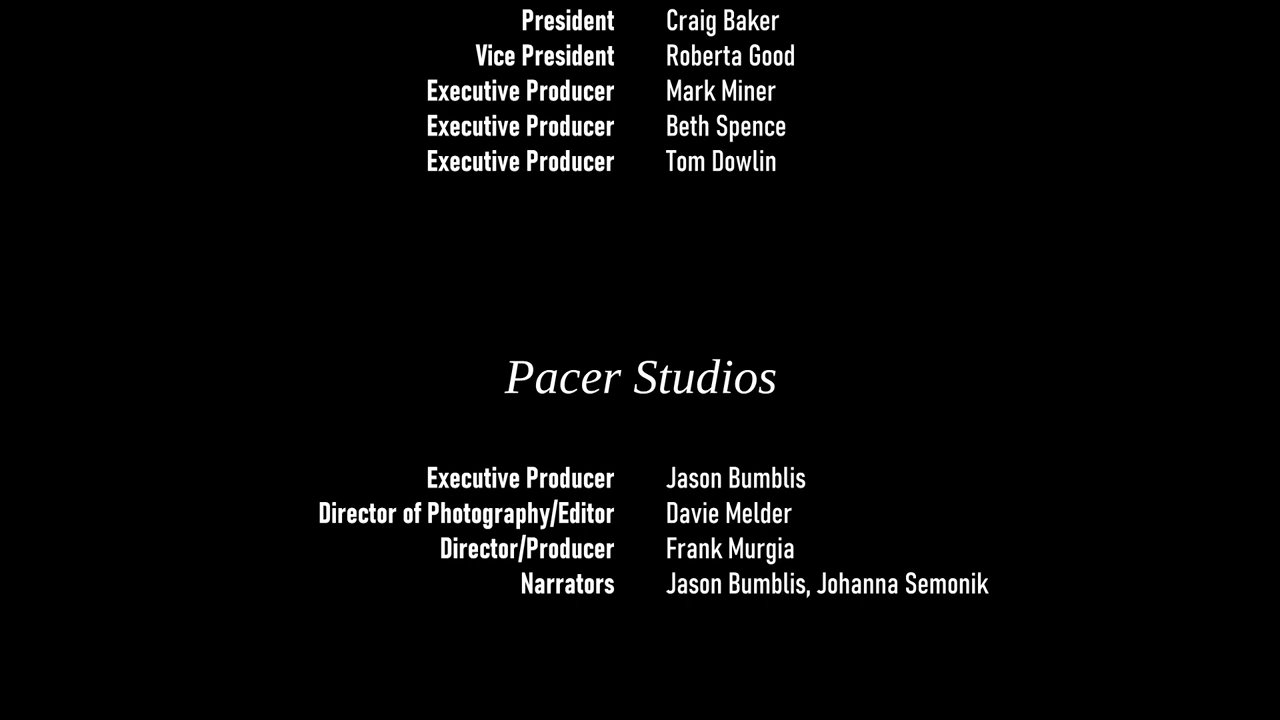 President Craig Baker
Vice President Roberta Good
Executive Producer Mark Miner
Executive Producer Beth Spence
Executive Producer Tom Dowlin
Pacer Studios
Executive Producer Jason Bumblis
Director of Photography/Editor Davie Melder
Director/Producer Frank Murgia
Narrators Jason Bumblis, Johanna Semonik